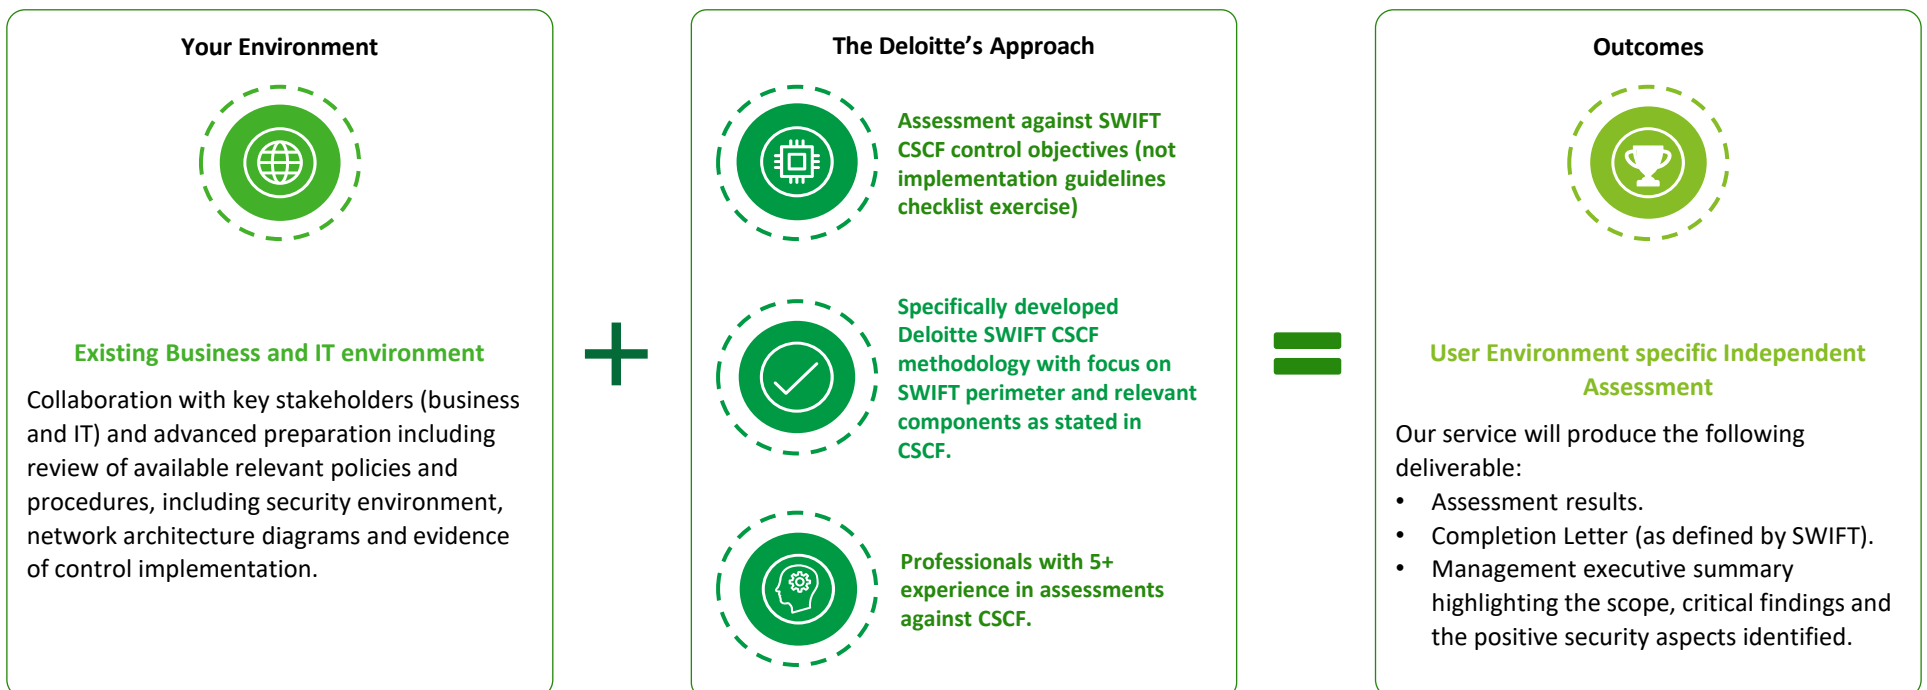 Your Environment
Existing Business and IT environment
Collaboration with key stakeholders (business
and IT) and advanced preparation including
review of available relevant policies and
procedures, including security environment,
network architecture diagrams and evidence
of control implementation.
The Deloitte’s Approach
Assessment against SWIFT
CSCF control objectives (not
implementation guidelines
checklist exercise)
Specifically developed
Deloitte SWIFT CSCF
methodology with focus on
SWIFT perimeter and relevant
components as stated in
CSCF.
Professionals with 5+
experience in assessments
against CSCF.
Outcomes
User Environment specific Independent
Assessment
Our service will produce the following
deliverable:
• Assessment results.
• Completion Letter (as defined by SWIFT).
• Management executive summary
highlighting the scope, critical findings and
the positive security aspects identified.